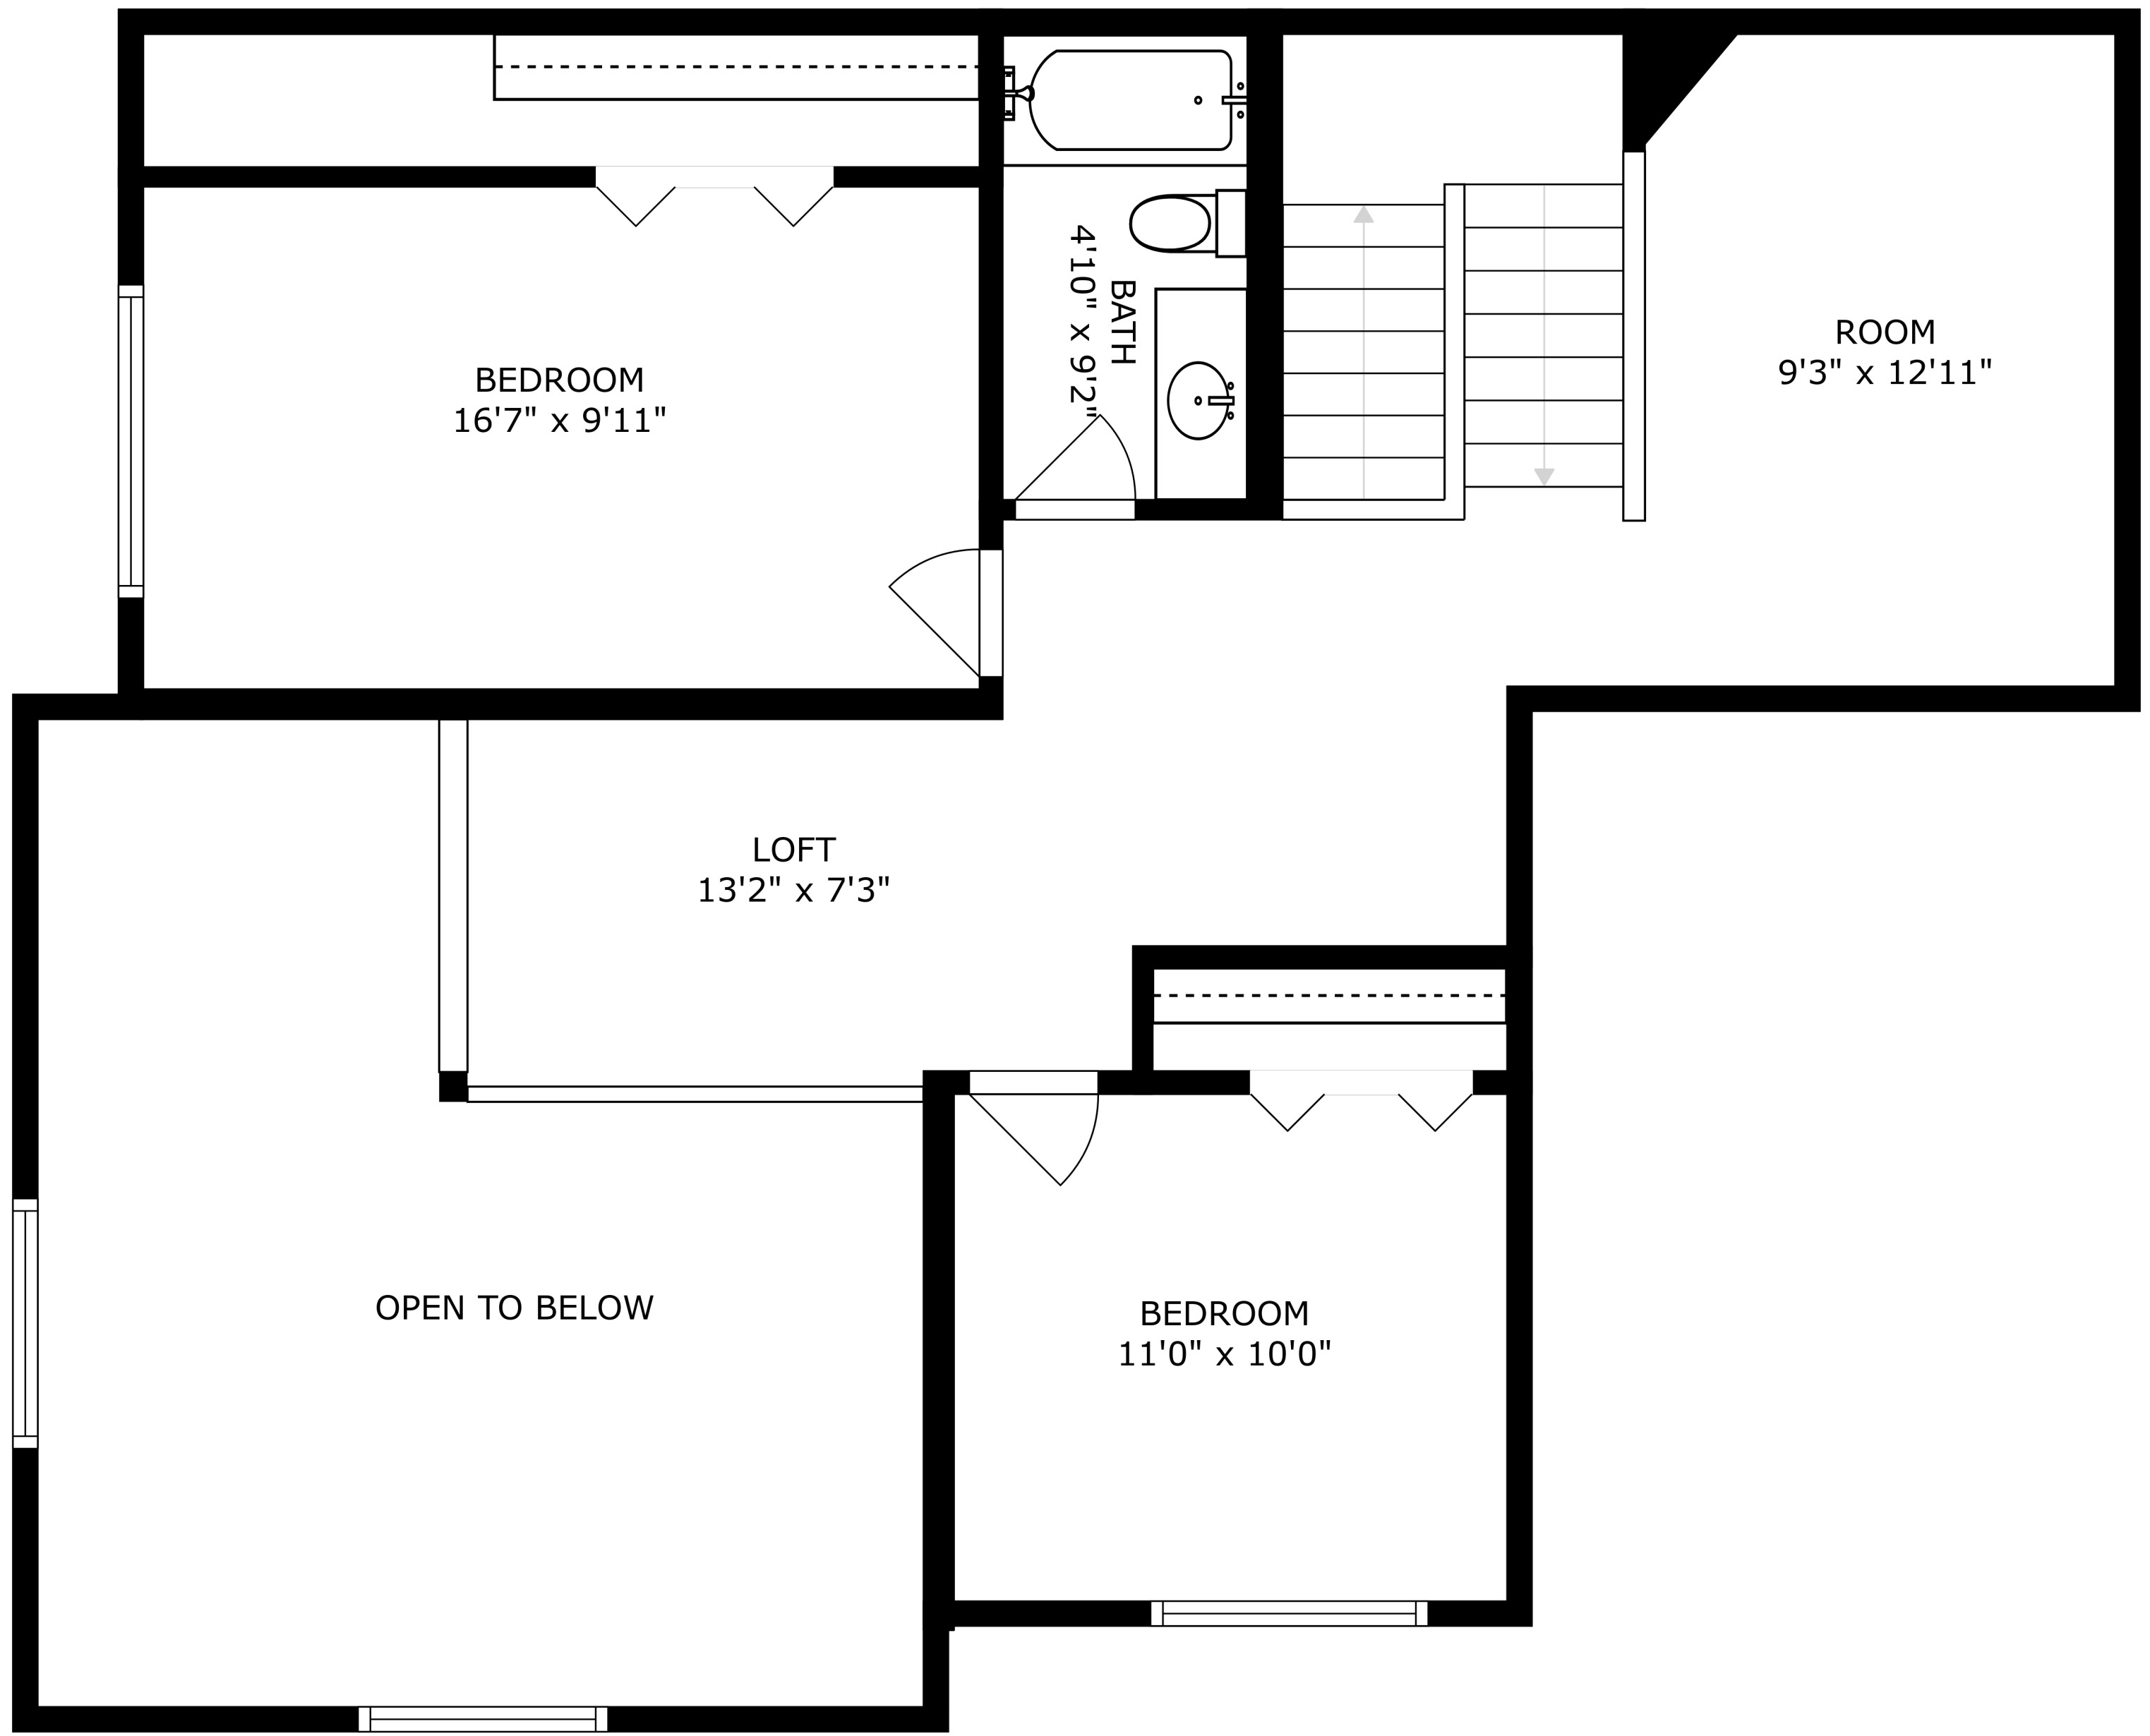 BEDROOM
16'7" x 9'11"
BATH
4'10" x 9'2"
ROOM
9'3" x 12'11"
LOFT
13'2" x 7'3"
OPEN TO BELOW
BEDROOM
11'0" x 10'0"